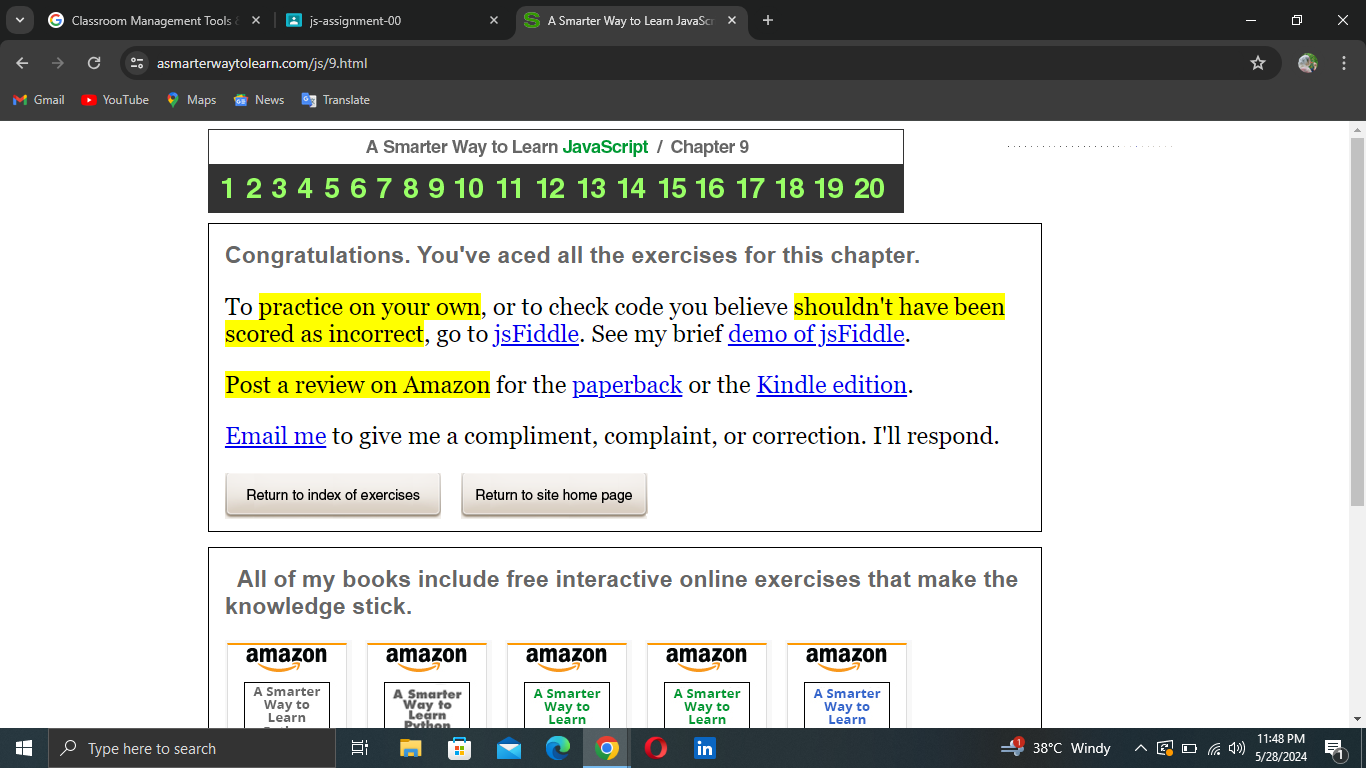 Classroom Management Tools &
js-assignment-00
A Smarter Way to Learn JavaScr
asmarterwaytolearn.com/js/9.html
Gmail YouTube Maps News Translate
A Smarter Way to Learn JavaScript / Chapter 9
1 2 3 4 5 6 7 8 9 10 11 12 13 14 15 16 17 18 19 20
Congratulations. You've aced all the exercises for this chapter.
To practice on your own, or to check code you believe shouldn't have been
scored as incorrect, go to jsFiddle. See my brief demo of jsFiddle.
Post a review on Amazon for the paperback or the Kindle edition.
Email me to give me a compliment, complaint, or correction. I'll respond.
Return to index of exercises
Return to site home page
All of my books include free interactive online exercises that make the
knowledge stick.
amazon amazon amazon amazon amazon
A Smarter A Smarter A Smarter A Smarter A Smarter
Way to Way to Way to Way to Way to
Learn Learn Learn Learn Learn
Python
Type here to search
1
38°C Windy
11:48 PM
5/28/2024
1